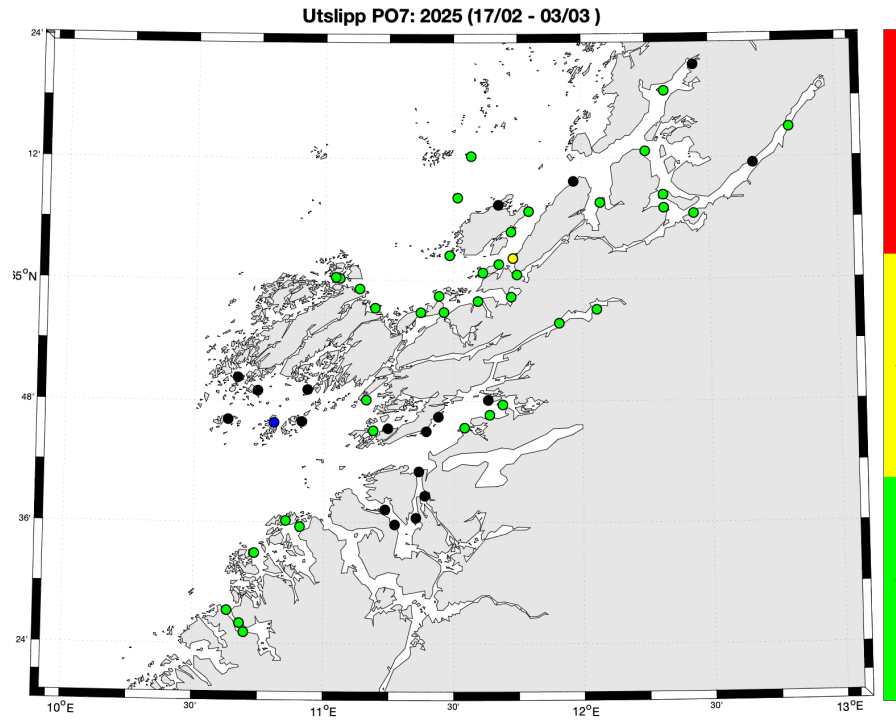 Utslipp PO7: 2025 (17/02 - 03/03 )
24'
12'
65°N
48'
36'
24'
10°E
30'
11°E
30'
12°E
30'
13°E